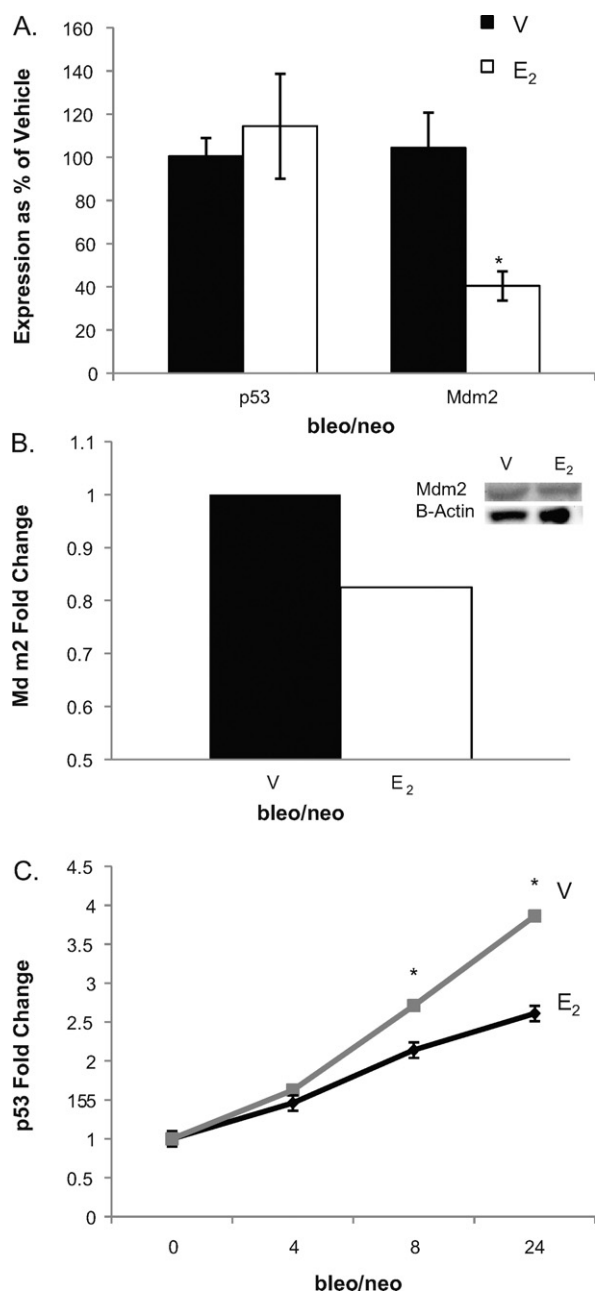 A.
V
E2
Expression as % of Vehicle
160
140
120
100
80
60
40
20
0
*
p53 Mdm2
bleo/neo
B.
Md m2 Fold Change
1.1
1
0.9
0.8
0.7
0.6
0.5
V E2
Mdm2
B-Actin
V E2
bleo/neo
C.
p53 Fold Change
4.5
4
3.5
3
2.5
2
155
1
0.5
0
* V
*
E2
0 4 8 24
bleo/neo